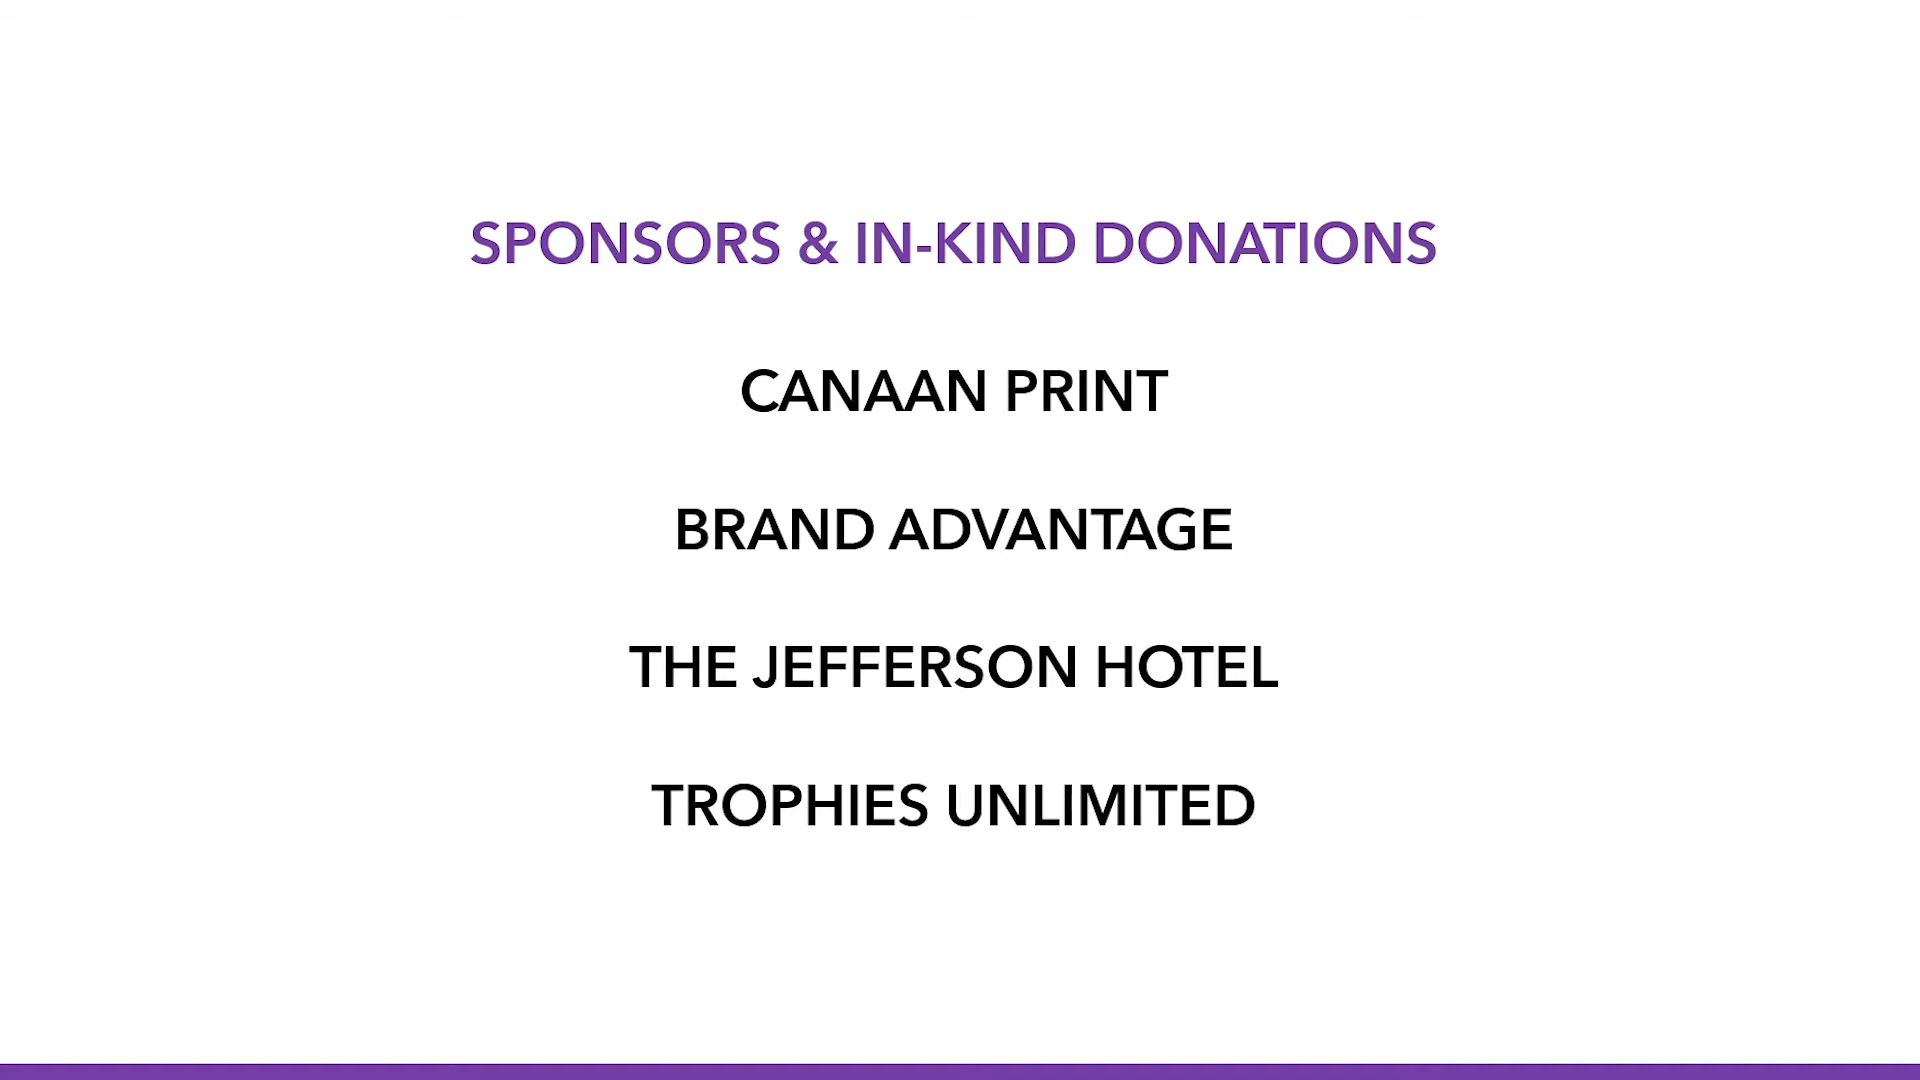 SPONSORS & IN-KIND DONATIONS
CANAAN PRINT
BRAND ADVANTAGE
THE JEFFERSON HOTEL
TROPHIES UNLIMITED